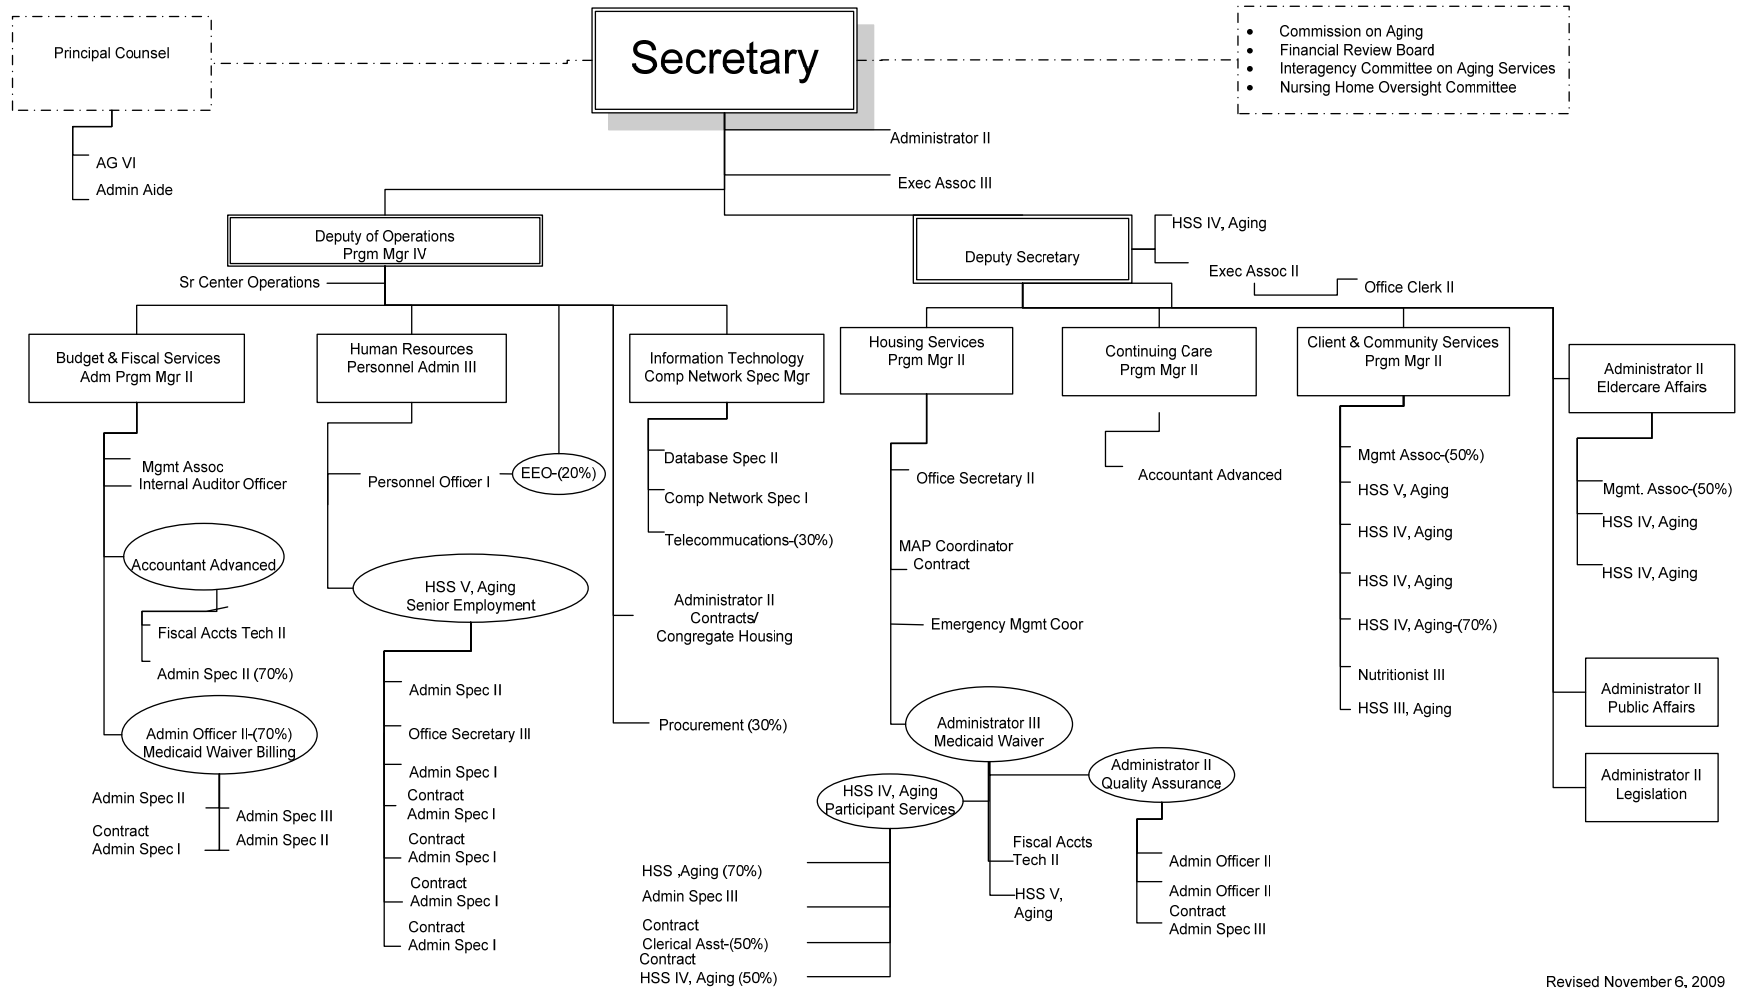 Principal Counsel
Secretary
Commission on Aging
Financial Review Board
Interagency Committee on Aging Services
Nursing Home Oversight Committee
AG VI
Admin Aide
Administrator II
Exec Assoc III
Deputy of Operations
Prgm Mgr IV
Sr Center Operations
Deputy Secretary
HSS IV, Aging
Exec Assoc II
Office Clerk II
Budget & Fiscal Services
Adm Prgm Mgr II
Human Resources
Personnel Admin III
Information Technology
Comp Network Spec Mgr
Housing Services
Prgm Mgr II
Continuing Care
Prgm Mgr II
Client & Community Services
Prgm Mgr II
Administrator II
Eldercare Affairs
Mgmt Assoc
Internal Auditor Officer
Accountant Advanced
Fiscal Accts Tech II
Admin Spec II (70%)
Admin Officer II-(70%)
Medicaid Waiver Billing
Admin Spec II
Contract
Admin Spec I
Admin Spec III
Admin Spec II
Personnel Officer I
EEO-(20%)
HSS V, Aging
Senior Employment
Admin Spec II
Office Secretary III
Admin Spec I
Contract
Admin Spec I
Contract
Admin Spec I
Contract
Admin Spec I
Contract
Admin Spec I
Database Spec II
Comp Network Spec I
Telecommucations-(30%)
Administrator II
Contracts/
Congregate Housing
Procurement (30%)
Office Secretary II
MAP Coordinator
Contract
Emergency Mgmt Coor
Administrator III
Medicaid Waiver
HSS IV, Aging
Participant Services
Administrator II
Quality Assurance
HSS ,Aging (70%)
Admin Spec III
Contract
Clerical Asst-(50%)
Contract
HSS IV, Aging (50%)
Fiscal Accts
Tech II
HSS V,
Aging
Admin Officer II
Admin Officer II
Contract
Admin Spec III
Accountant Advanced
Mgmt Assoc-(50%)
HSS V, Aging
HSS IV, Aging
HSS IV, Aging
HSS IV, Aging-(70%)
Nutritionist III
HSS III, Aging
Mgmt. Assoc-(50%)
HSS IV, Aging
HSS IV, Aging
Administrator II
Public Affairs
Administrator II
Legislation
Revised November 6, 2009